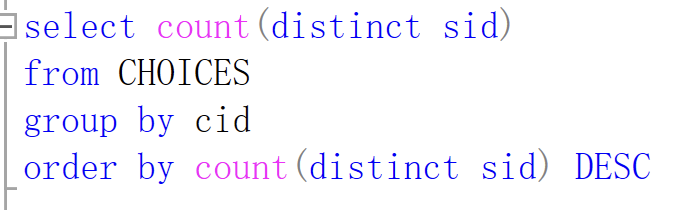 select count(distinct sid)
from CHOICES
group by cid
order by count(distinct sid) DESC